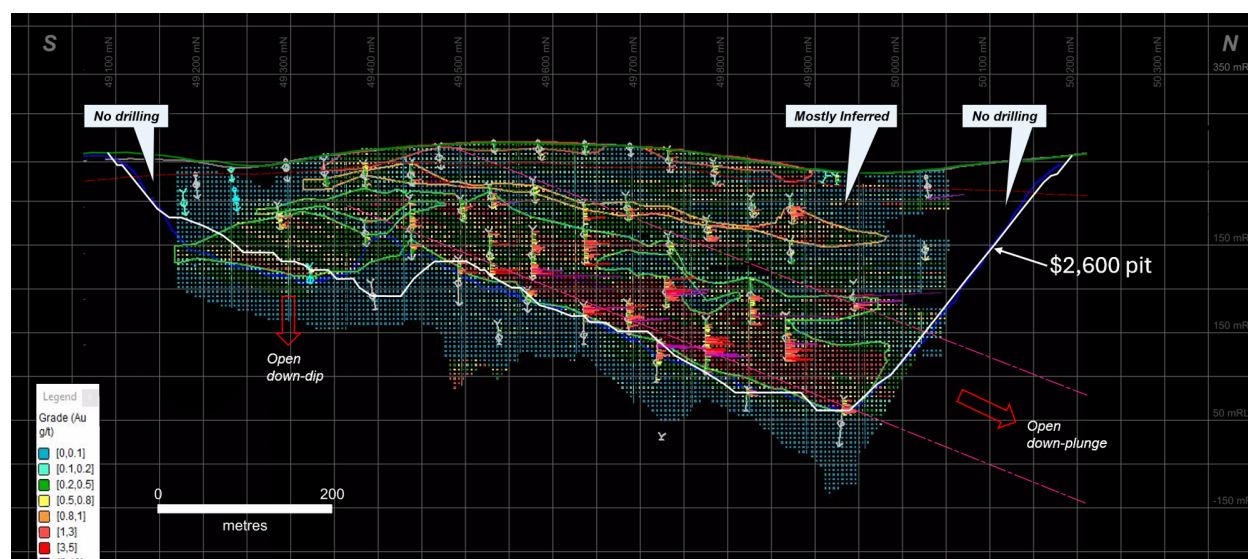 S
N
49 100 mN
49 200 mN
49 300 mN
49 400 mN
49 500 mN
49 600 mN
49 700 mN
49 800 mN
49 900 mN
50 000 mN
50 100 mN
50 200 mN
50 300 mN
350 mRL
No drilling
Mostly Inferred
No drilling
150 mRL
$2,600 pit
150 mRL
Open
down-dip
50 mRL
Open
down-plunge
-150 mRL
Legend
Grade (Au
g/t)
[0,0.1]
[0.1,0.2]
[0.2,0.5]
[0.5,0.8]
[0.8,1]
[1,3]
[3,5]
0
200
metres